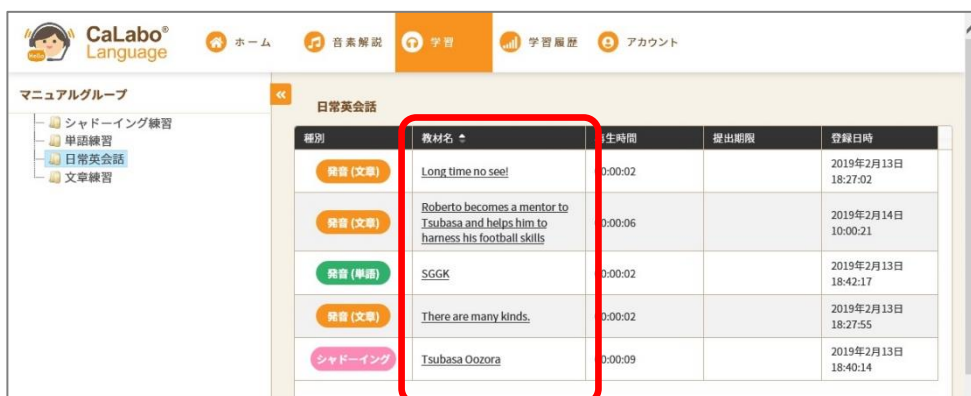 CaLabo®
Language
Hello
ホーム
音素解説
学習
学習履歴
アカウント
マニュアルグループ
シャドーイング練習
単語練習
日常英会話
文章練習
«
日常英会話
種別 教材名 生時間 提出期限 登録日時
発音(文章) Long time no see! 0:00:02 2019年2月13日
18:27:02
発音(文章) Roberto becomes a mentor to
Tsubasa and helps him to
harness his football skills
0:00:06 2019年2月14日
10:00:21
発音(単語) SGGK 0:00:02 2019年2月13日
18:42:17
発音(文章) There are many kinds. 0:00:02 2019年2月13日
18:27:55
シャドーイング Tsubasa Oozora 0:00:09 2019年2月13日
18:40:14